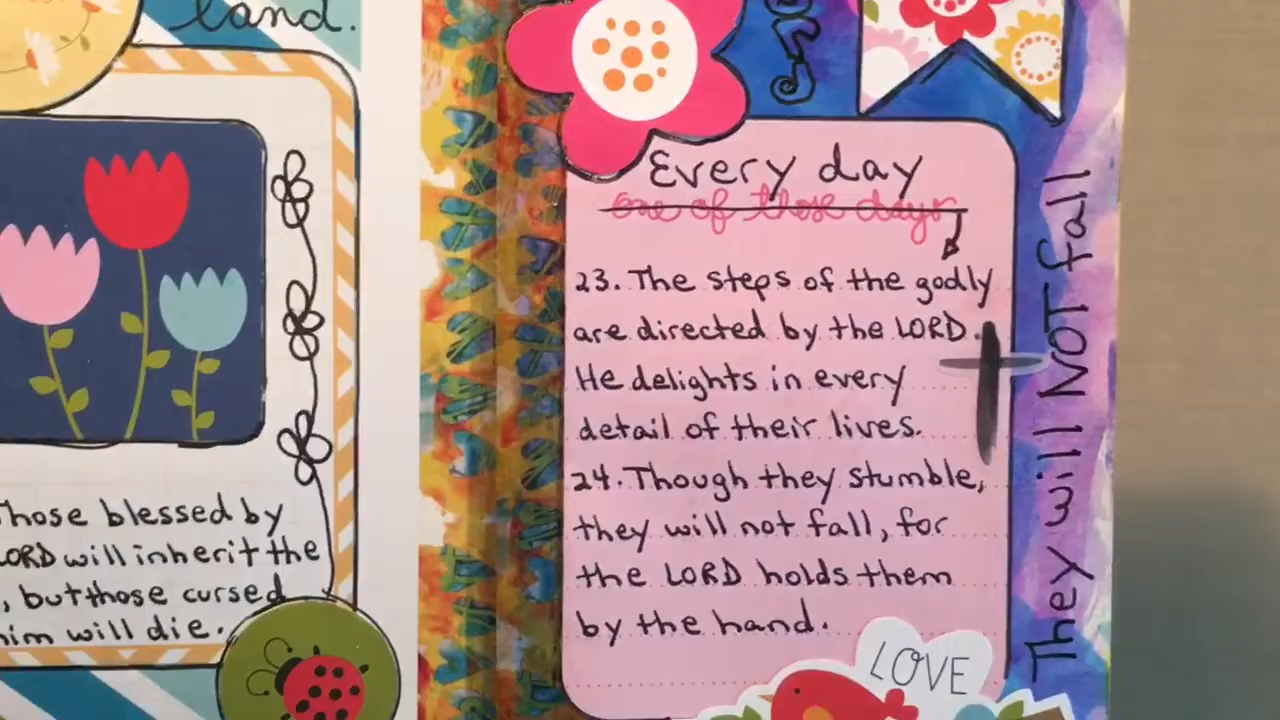 land.
Those blessed by
LORD will inherit the
, but those cursed
him will die.
Every day
one of those days
23. The steps of the godly
are directed by the LORD.
He delights in every
detail of their lives.
24. Though they stumble,
they will not fall, for
the LORD holds them
by the hand.
LOVE
They will NOT fall